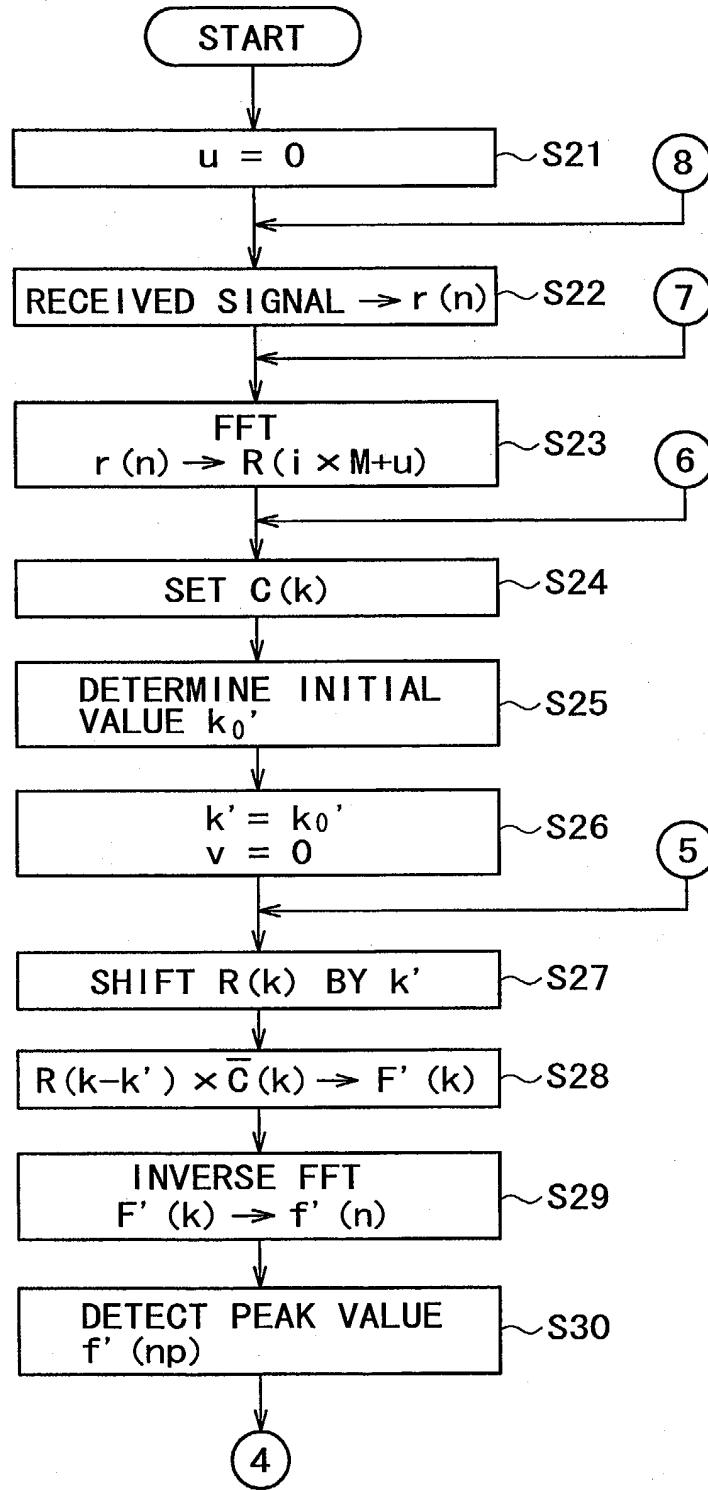 START
u = 0
S21
8
RECEIVED SIGNAL → r(n)
S22
7
FFT
r(n) → R(i × M+u)
S23
6
SET C(k)
S24
DETERMINE INITIAL
VALUE k₀'
S25
k' = k₀'
v = 0
S26
5
SHIFT R(k) BY k'
S27
R(k-k') × C̅(k) → F'(k)
S28
INVERSE FFT
F'(k) → f'(n)
S29
DETECT PEAK VALUE
f'(np)
S30
4